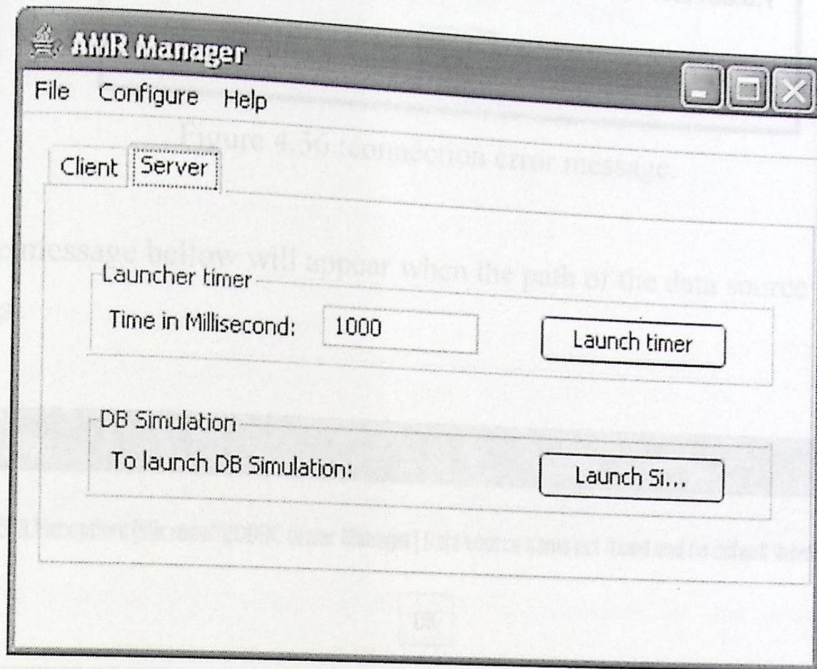 AMR Manager
File Configure Help
Figure 4.36 :connection error message.
Client Server
message bellow will appear when the path of the data source
Launcher timer
Time in Millisecond: 1000 Launch timer
DB Simulation
To launch DB Simulation: Launch Si...